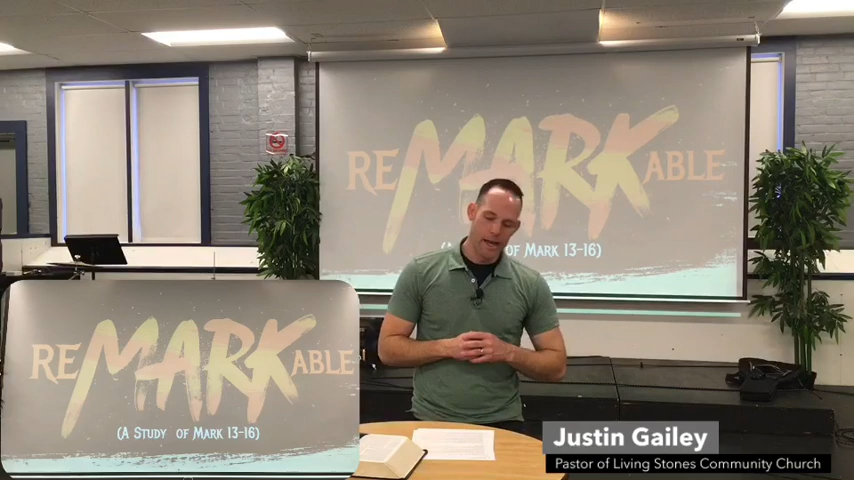 REMARKABLE
OF MARK 13-16)
REMARKABLE
(A STUDY OF MARK 13-16)
Justin Gailey
Pastor of Living Stones Community Church